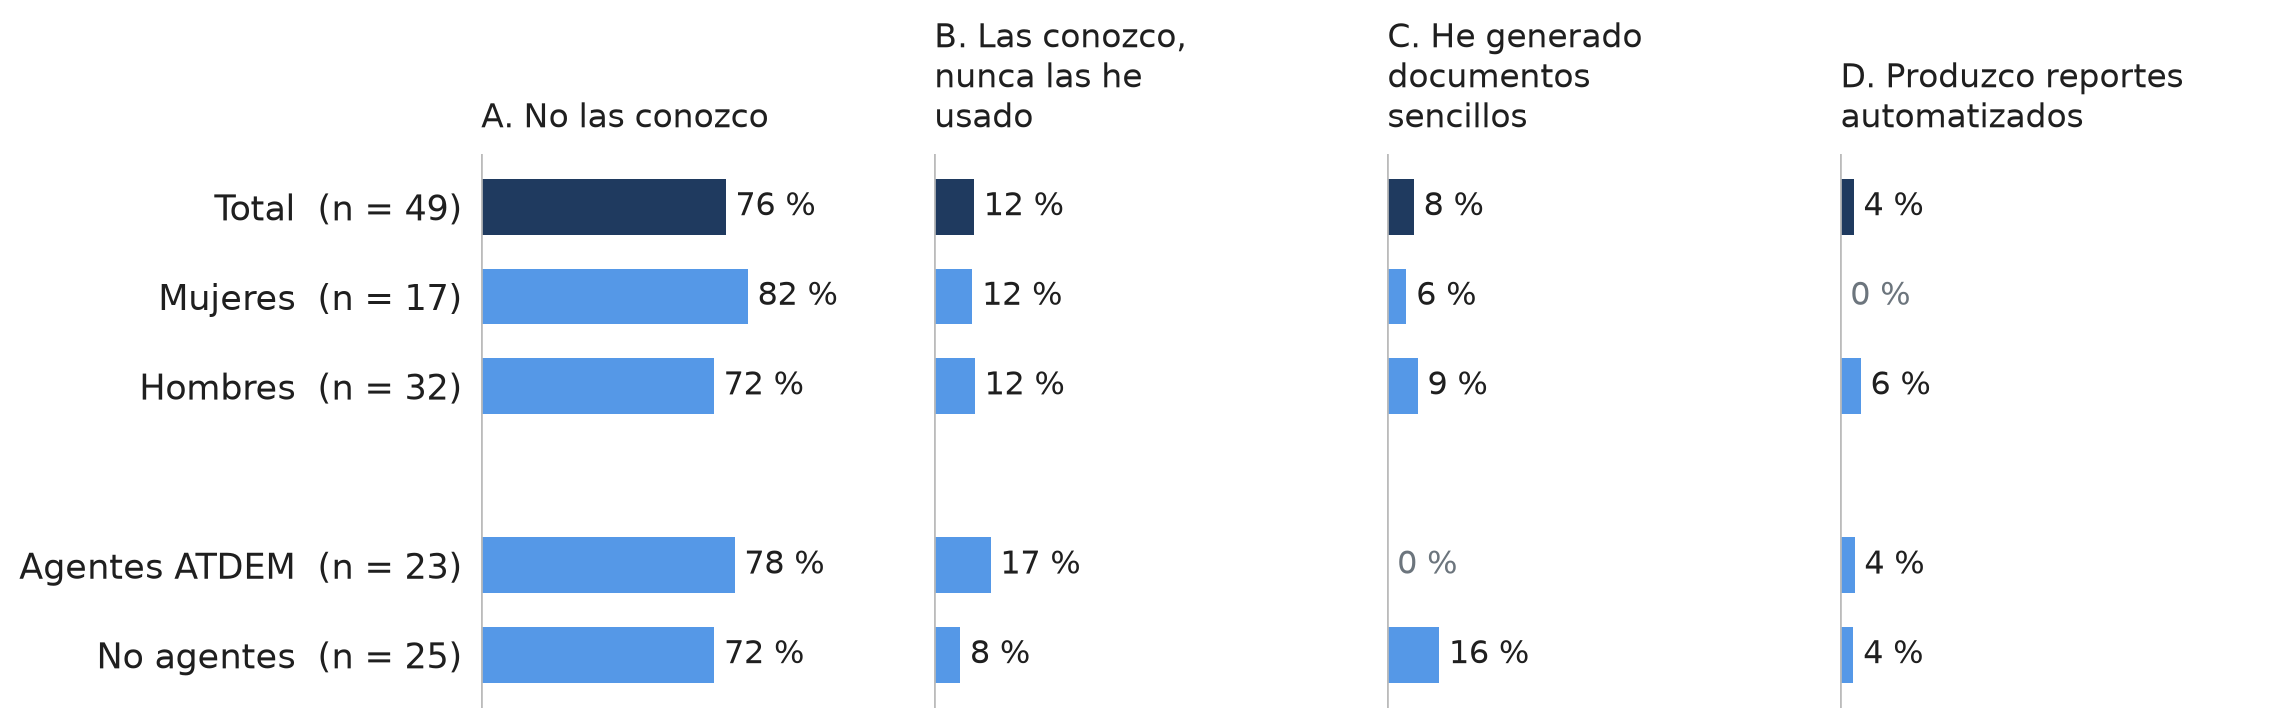 A. No las conozco
B. Las conozco,
nunca las he
usado
C. He generado
documentos
sencillos
D. Produzco reportes
automatizados
Total (n = 49) 76 % 12 % 8 % 4 %
Mujeres (n = 17) 82 % 12 % 6 % 0 %
Hombres (n = 32) 72 % 12 % 9 % 6 %
Agentes ATDEM (n = 23) 78 % 17 % 0 % 4 %
No agentes (n = 25) 72 % 8 % 16 % 4 %